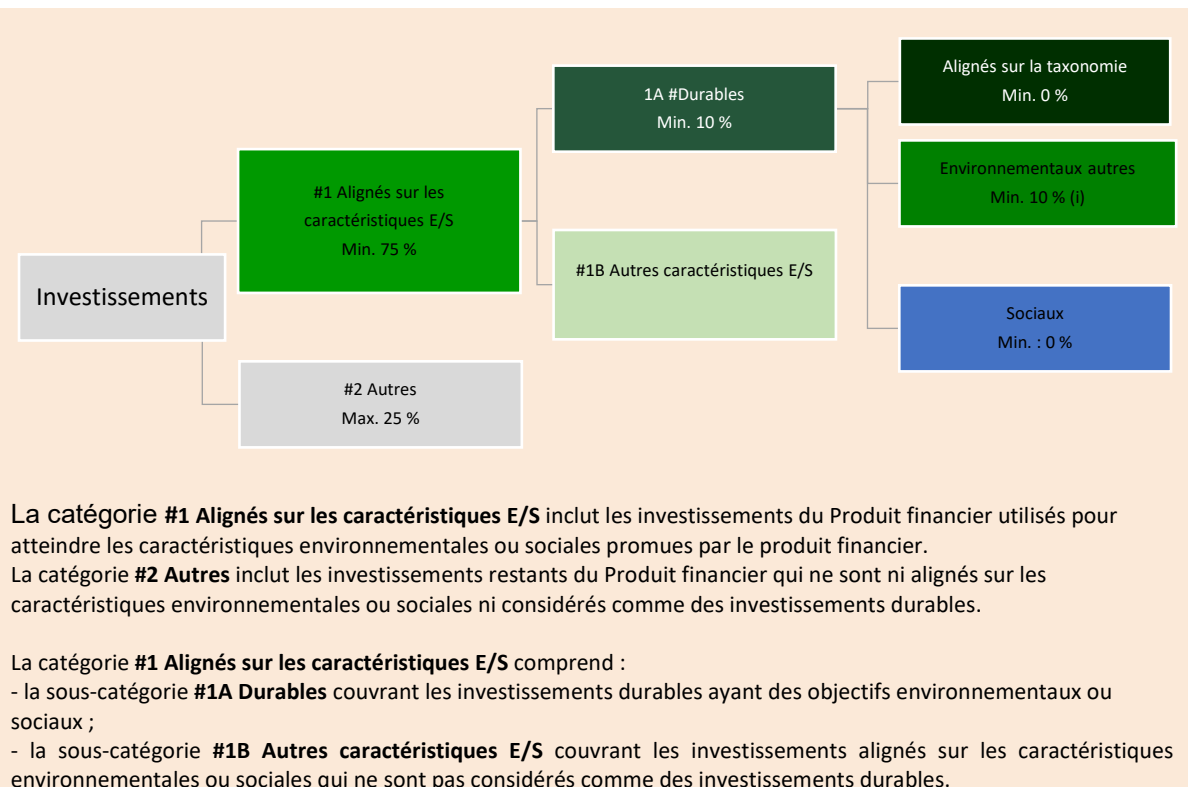 Investissements
#1 Alignés sur les
caractéristiques E/S
Min. 75 %
#2 Autres
Max. 25 %
1A #Durables
Min. 10 %
#1B Autres caractéristiques E/S
Alignés sur la taxonomie
Min. 0 %
Environnementaux autres
Min. 10 % (i)
Sociaux
Min. : 0 %
La catégorie #1 Alignés sur les caractéristiques E/S inclut les investissements du Produit financier utilisés pour
atteindre les caractéristiques environnementales ou sociales promues par le produit financier.
La catégorie #2 Autres inclut les investissements restants du Produit financier qui ne sont ni alignés sur les
caractéristiques environnementales ou sociales ni considérés comme des investissements durables.
La catégorie #1 Alignés sur les caractéristiques E/S comprend :
- la sous-catégorie #1A Durables couvrant les investissements durables ayant des objectifs environnementaux ou
sociaux ;
- la sous-catégorie #1B Autres caractéristiques E/S couvrant les investissements alignés sur les caractéristiques
environnementales ou sociales qui ne sont pas considérés comme des investissements durables.